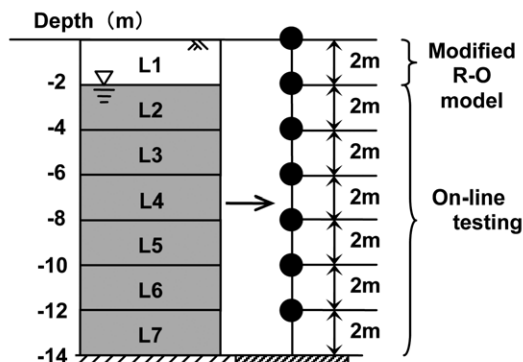 Depth (m)
L1
-2
L2
-4
L3
-6
L4
-8
L5
-10
L6
-12
L7
-14
2m
2m
2m
2m
2m
2m
2m
Modified
R-O
model
On-line
testing